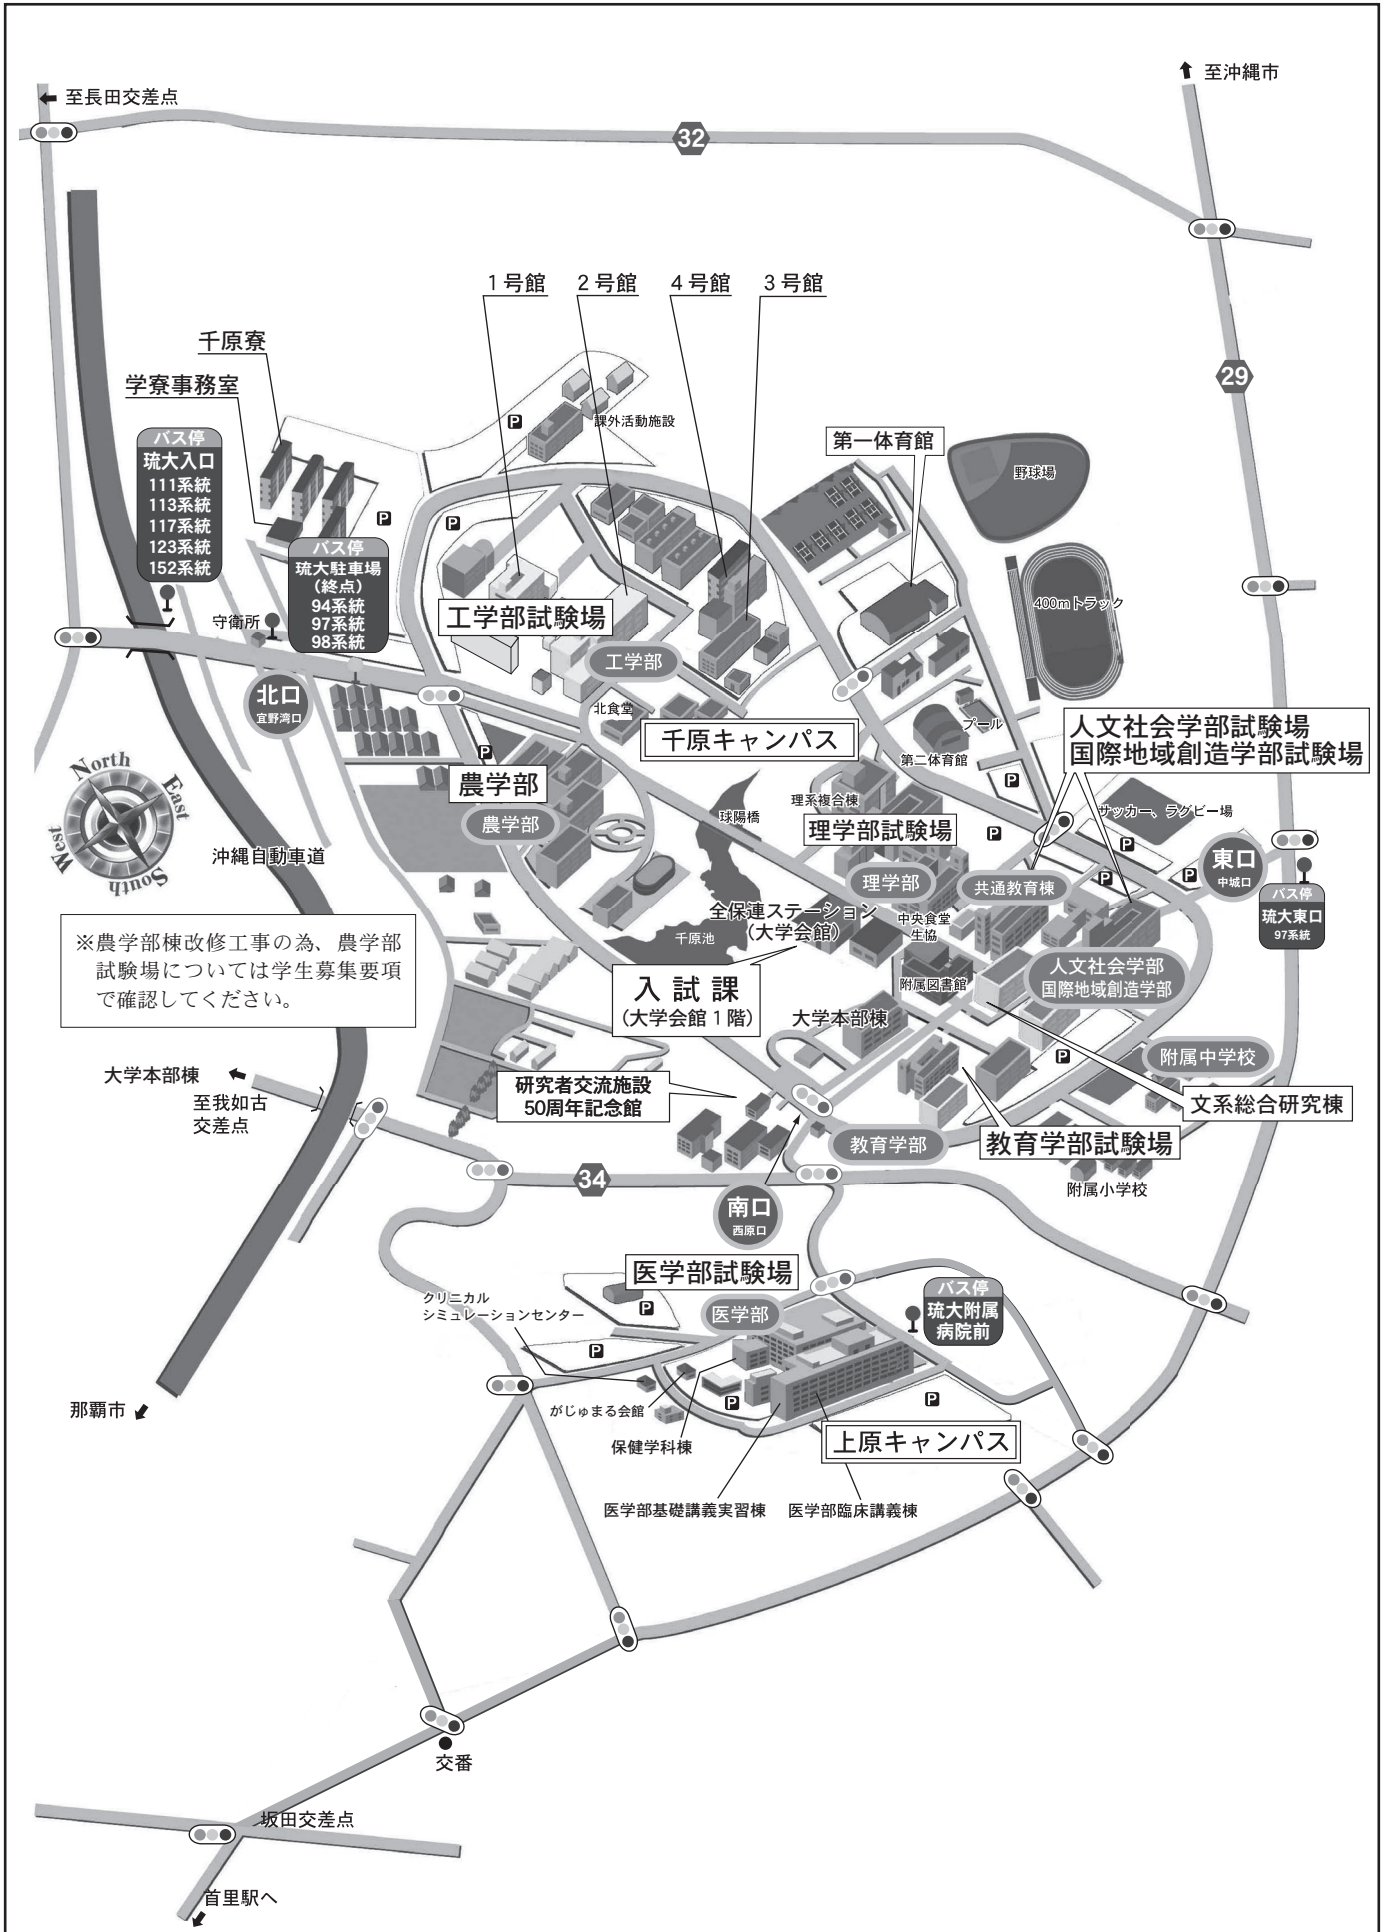 至長田交差点
至沖縄市
32
29
1号館
2号館
4号館
3号館
千原寮
学寮事務室
課外活動施設
第一体育館
野球場
バス停
琉大入口
111系統
113系統
117系統
123系統
152系統
バス停
琉大駐車場
(終点)
94系統
97系統
98系統
守衛所
工学部試験場
工学部
400mトラック
北口
宜野湾口
北食堂
千原キャンパス
プール
第二体育館
人文社会学部試験場
国際地域創造学部試験場
North
East
West
South
農学部
農学部
球陽橋
理系複合棟
理学部試験場
サッカー、ラグビー場
沖縄自動車道
理学部
共通教育棟
東口
中城口
バス停
琉大東口
97系統
全保連ステーション
(大学会館)
中央食堂
生協
千原池
※農学部棟改修工事の為、農学部
試験場については学生募集要項
で確認してください。
入試課
(大学会館1階)
附属図書館
人文社会学部
国際地域創造学部
大学本部棟
附属中学校
大学本部棟
至我如古
交差点
研究者交流施設
50周年記念館
文系総合研究棟
教育学部
教育学部試験場
34
附属小学校
南口
西原口
医学部試験場
クリニカル
シミュレーションセンター
医学部
バス停
琉大附属
病院前
P
P
P
P
P
P
P
P
P
P
P
P
P
P
那覇市
がじゅまる会館
保健学科棟
上原キャンパス
医学部基礎講義実習棟
医学部臨床講義棟
交番
坂田交差点
首里駅へ